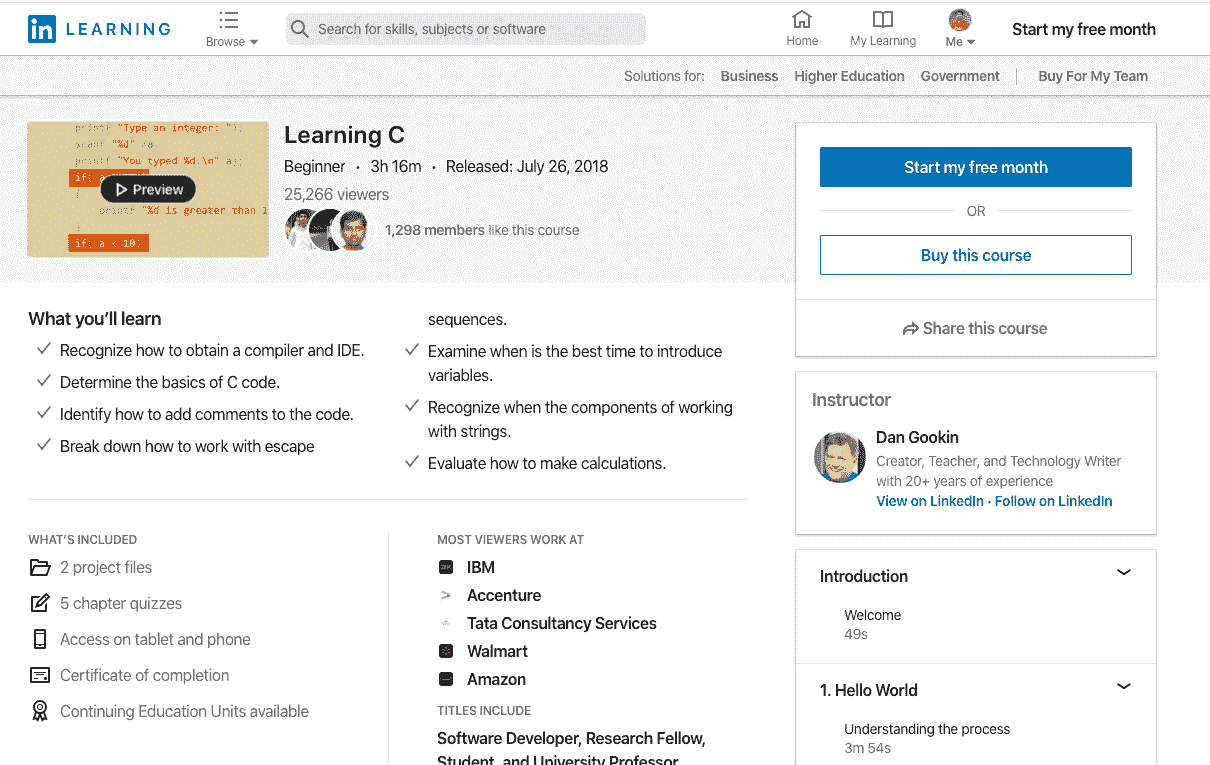 in LEARNING
Browse
Search for skills, subjects or software
Home
My Learning
Me
Start my free month
Solutions for: Business Higher Education Government Buy For My Team
printf( "Type an integer: ");
"%d"
printf( "You typed %d.\n" a);
if( a
Preview
printf( "%d is greater than 1
if( a < 10)
Learning C
Beginner · 3h 16m · Released: July 26, 2018
25,266 viewers
1,298 members like this course
Start my free month
OR
Buy this course
Share this course
What you'll learn
Recognize how to obtain a compiler and IDE.
Determine the basics of C code.
Identify how to add comments to the code.
Break down how to work with escape
sequences.
Examine when is the best time to introduce
variables.
Recognize when the components of working
with strings.
Evaluate how to make calculations.
Instructor
Dan Gookin
Creator, Teacher, and Technology Writer
with 20+ years of experience
View on LinkedIn · Follow on LinkedIn
WHAT'S INCLUDED
2 project files
5 chapter quizzes
Access on tablet and phone
Certificate of completion
Continuing Education Units available
MOST VIEWERS WORK AT
IBM
Accenture
Tata Consultancy Services
Walmart
Amazon
TITLES INCLUDE
Software Developer, Research Fellow,
Student, and University Professor
Introduction
Welcome
49s
1. Hello World
Understanding the process
3m 54s